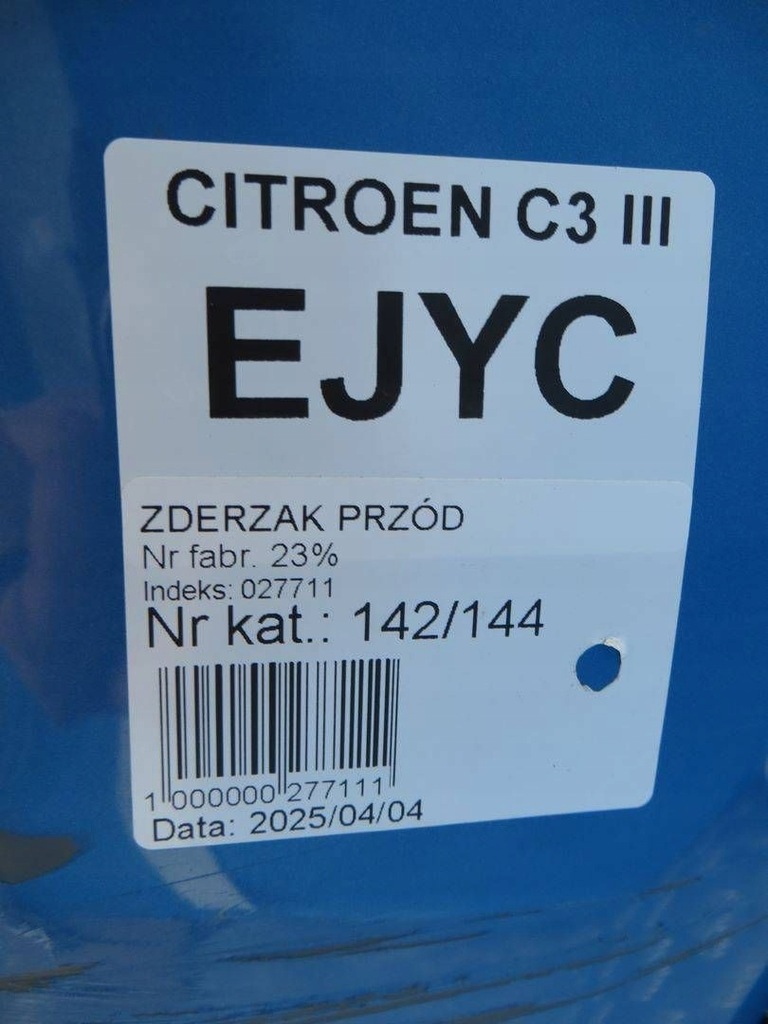 CITROEN C3 III
EJYC
ZDERZAK PRZÓD
Nr fabr. 23%
Indeks: 027711
Nr kat.: 142/144
1 000000 277111
Data: 2025/04/04